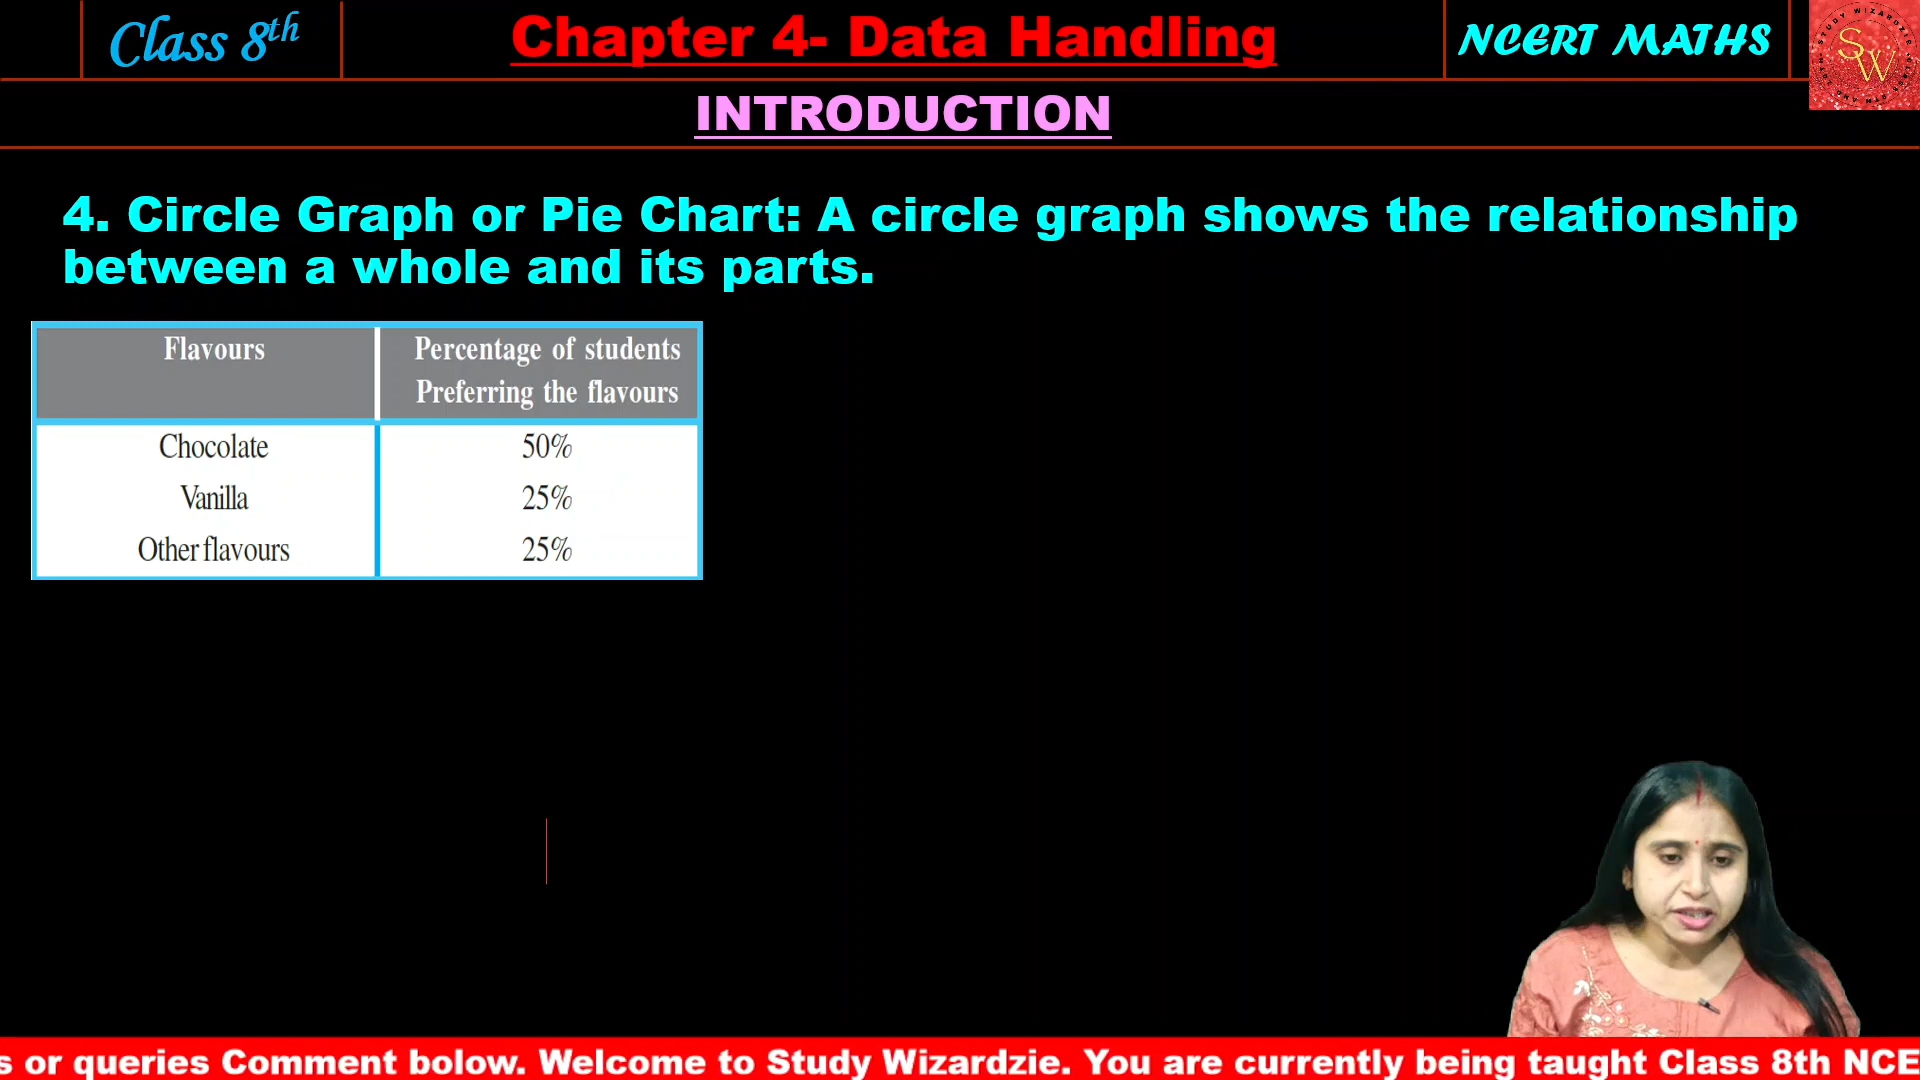 Class 8th
Chapter 4- Data Handling
NCERT MATHS
SW
INTRODUCTION
4. Circle Graph or Pie Chart: A circle graph shows the relationship
between a whole and its parts.
Flavours
Percentage of students
Preferring the flavours
Chocolate 50%
Vanilla 25%
Other flavours 25%
s or queries Comment bolow. Welcome to Study Wizardzie. You are currently being taught Class 8th NCE